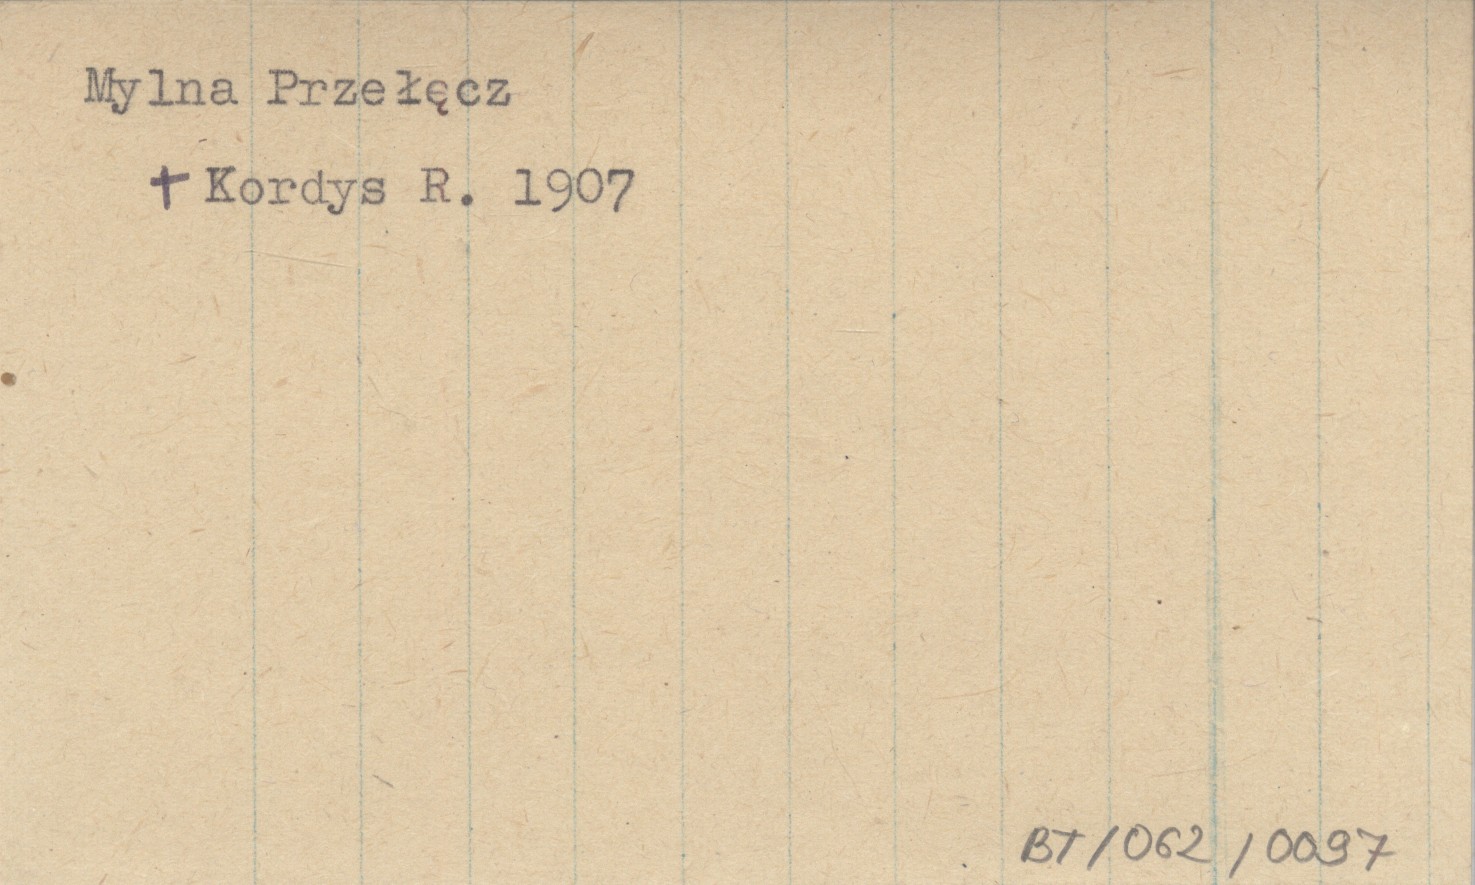 Mylna Przełęcz
† Kordys R. 1907
BT/062/0097